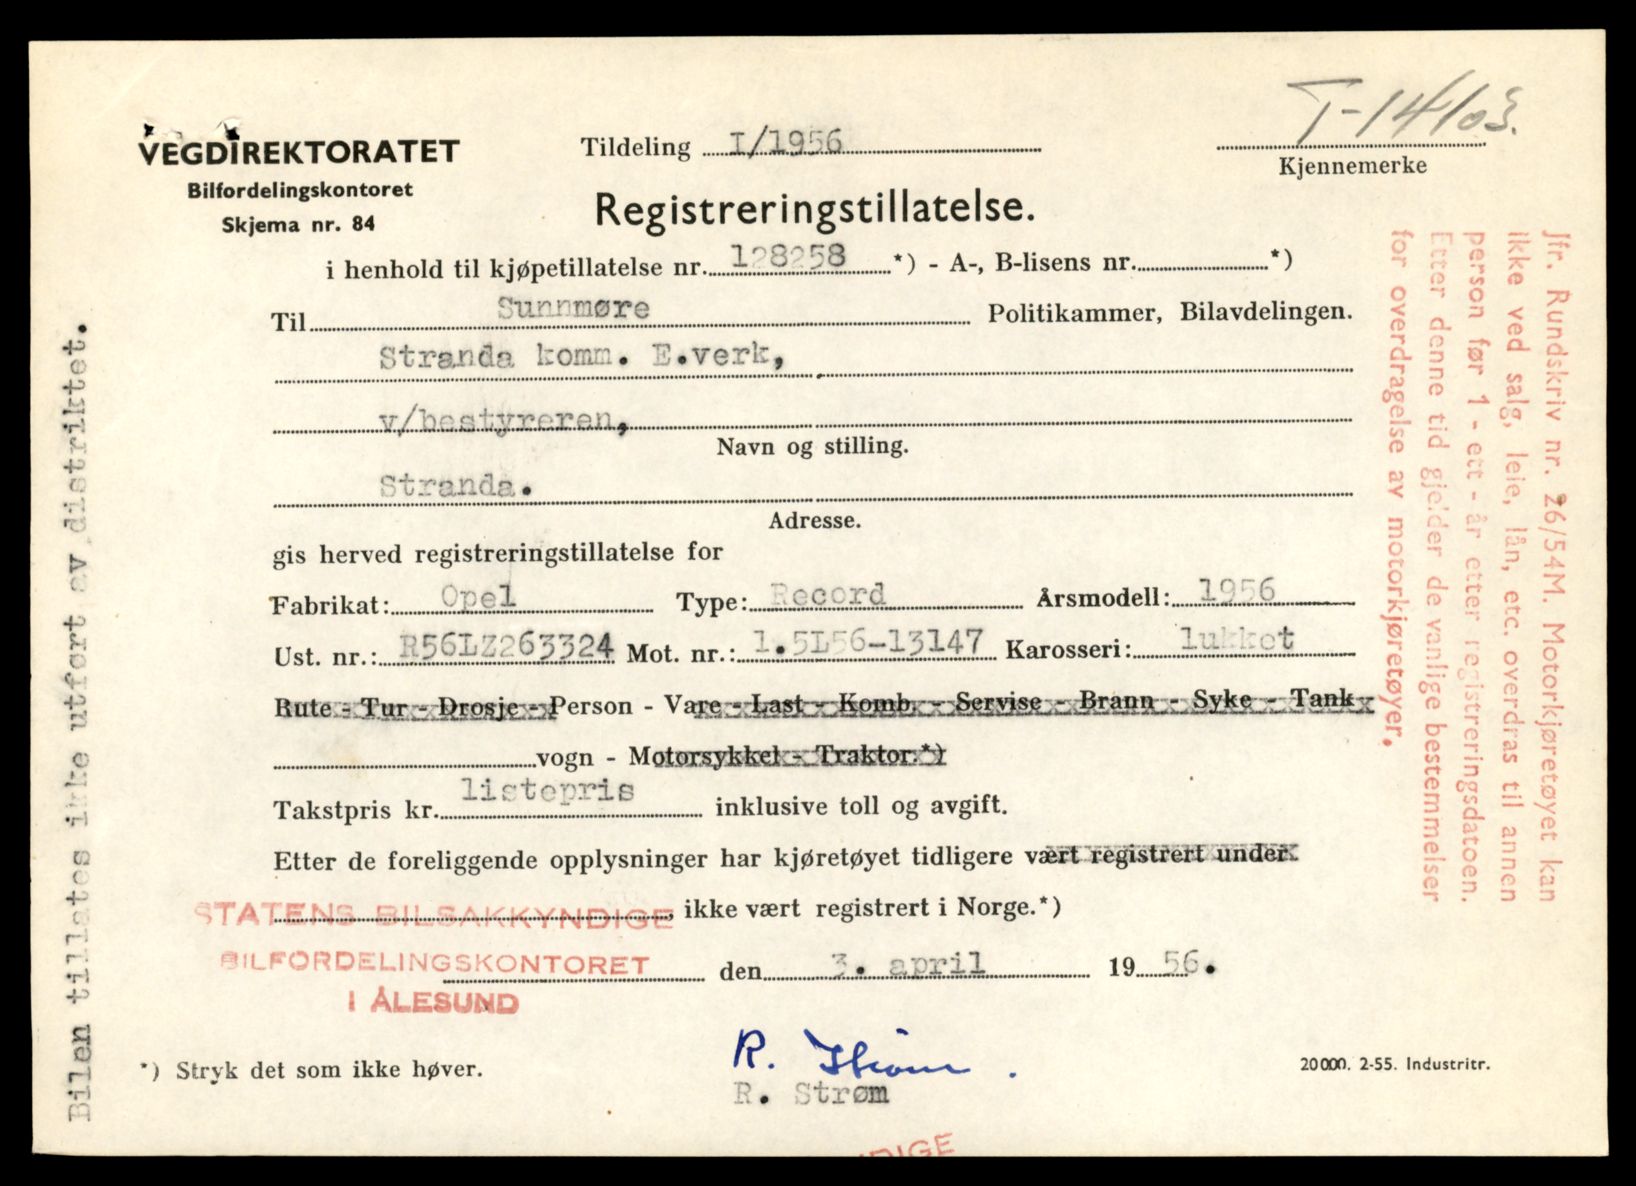 T-14103.
VEGDIREKTORATET
Bilfordelingskontoret
Skjema nr. 84
Tildeling I/1956
Kjennemerke
Registreringstillatelse.
i henhold til kjøpetillatelse nr. 128258 *) - A-, B-lisens nr. *)
Til Sunnmøre Politikammer, Bilavdelingen.
Stranda komm. E.verk,
v/bestyreren,
Navn og stilling.
Stranda.
Adresse.
gis herved registreringstillatelse for
Fabrikat: Opel Type: Record Årsmodell: 1956
Ust. nr.: R56LZ263324 Mot. nr.: 1.5L56-13147 Karosseri: lukket
Rute - Tur - Drosje - Person - Vare - Last - Komb. - Servise - Brann - Syke - Tank -
vogn - Motorsykkel - Traktor.*)
Takstpris kr. listepris inklusive toll og avgift.
Etter de foreliggende opplysninger har kjøretøyet tidligere vært registrert under
, ikke vært registrert i Norge.*)
STATENS BILSAKKYNDIGE
BILFORDELINGSKONTORET
I ÅLESUND
den 3. april 1956.
R. Strøm.
R. Strøm
*) Stryk det som ikke høver.
20000. 2-55. Industritr.
NDIGE
Bilen tillates ikke utført av distriktet.
Jfr. Rundskriv nr. 26/54M. Motorkjøretøyet kan
ikke ved salg, leie, lån, etc. overdras til annen
person før 1 - ett - år etter registreringsdatoen.
Etter denne tid gjelder de vanlige bestemmelser
for overdragelse av motorkjøretøyer.